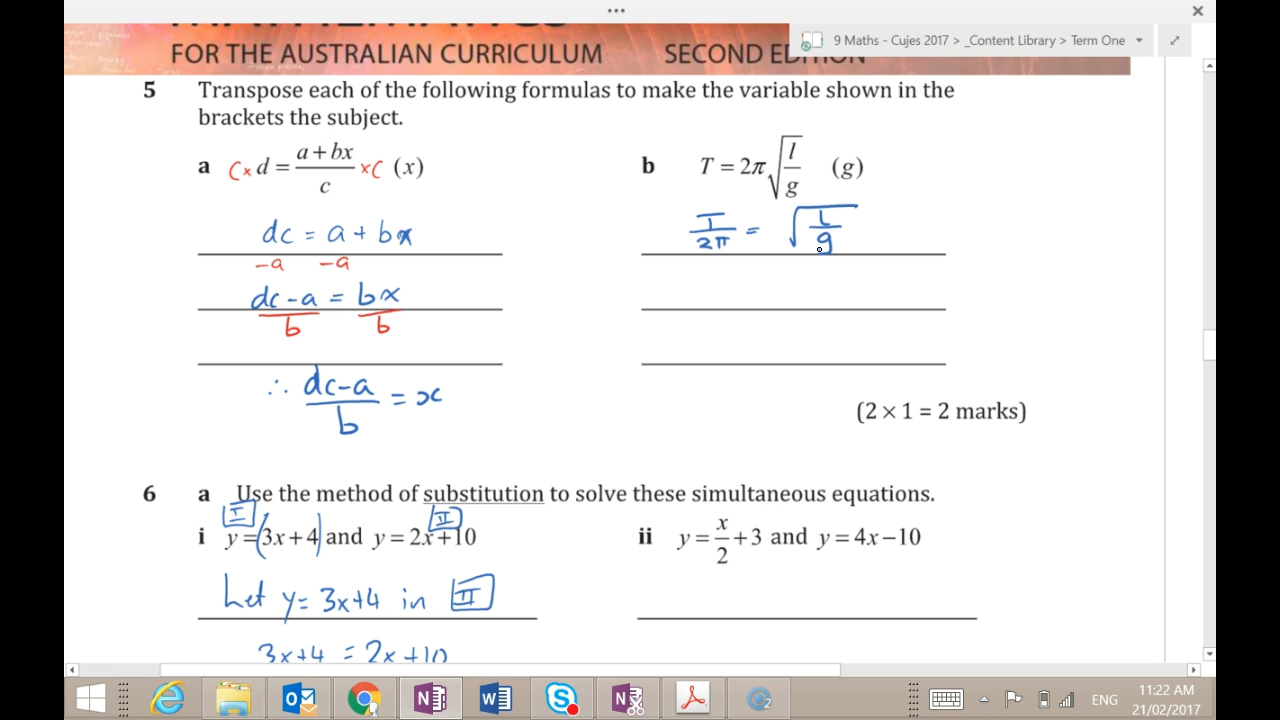 9 Maths - Cujes 2017 > _Content Library > Term One
FOR THE AUSTRALIAN CURRICULUM SECOND EDITION
5 Transpose each of the following formulas to make the variable shown in the
brackets the subject.
a c × d = (a + bx)/c × c (x)
dc = a + bx
-a -a
dc - a = bx
b b
∴ (dc - a)/b = x
b T = 2π√(l/g) (g)
T/2π = √(l/g)
(2 × 1 = 2 marks)
6 a Use the method of substitution to solve these simultaneous equations.
I II
i y = (3x + 4) and y = 2x + 10
Let y = 3x + 4 in II
3x + 4 = 2x + 10
ii y = x/2 + 3 and y = 4x − 10
ENG
11:22 AM
21/02/2017